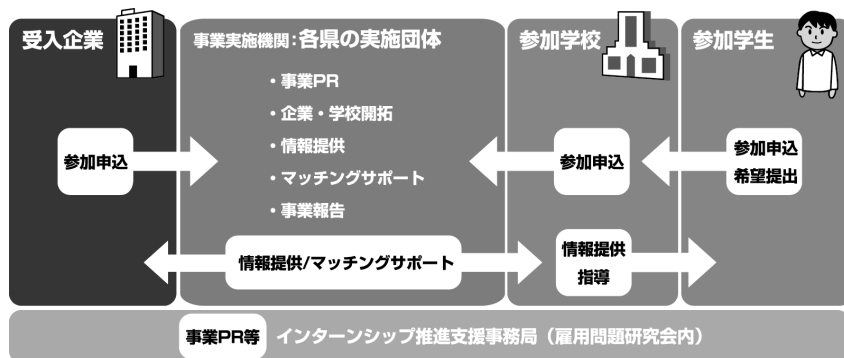 受入企業
事業実施機関：各県の実施団体
参加学校
参加学生
・事業PR
・企業・学校開拓
・情報提供
・マッチングサポート
・事業報告
参加申込
参加申込
参加申込
希望提出
情報提供/マッチングサポート
情報提供
指導
事業PR等
インターンシップ推進支援事務局（雇用問題研究会内）